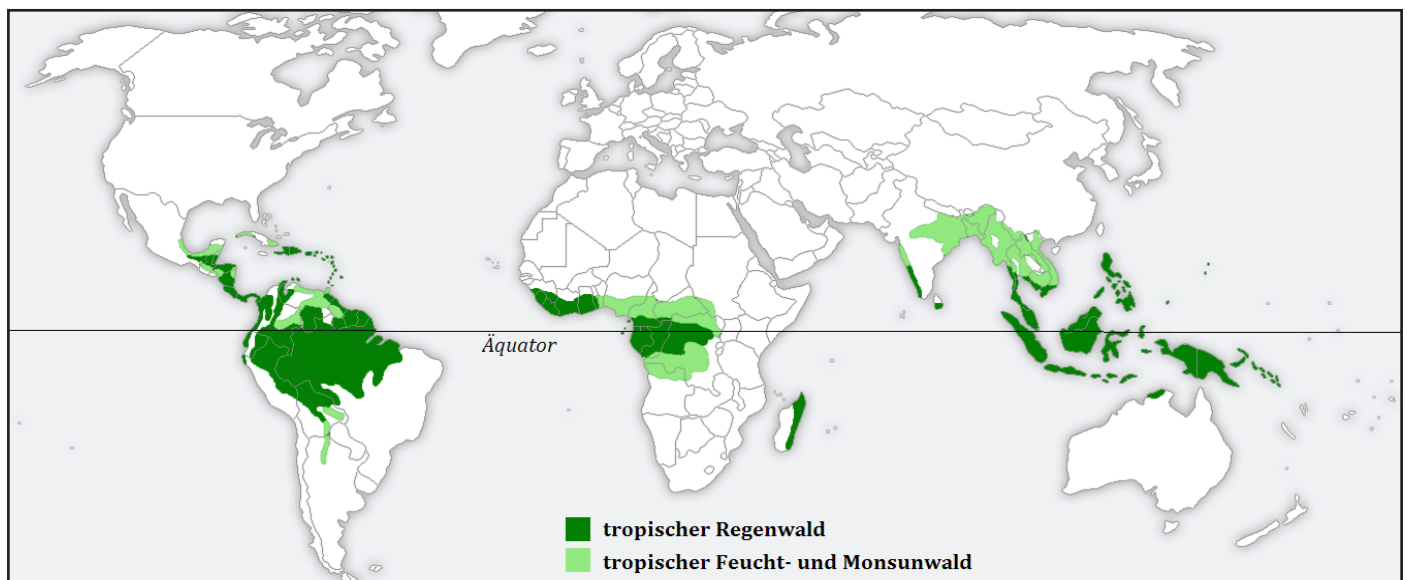 Äquator
tropischer Regenwald
tropischer Feucht- und Monsunwald